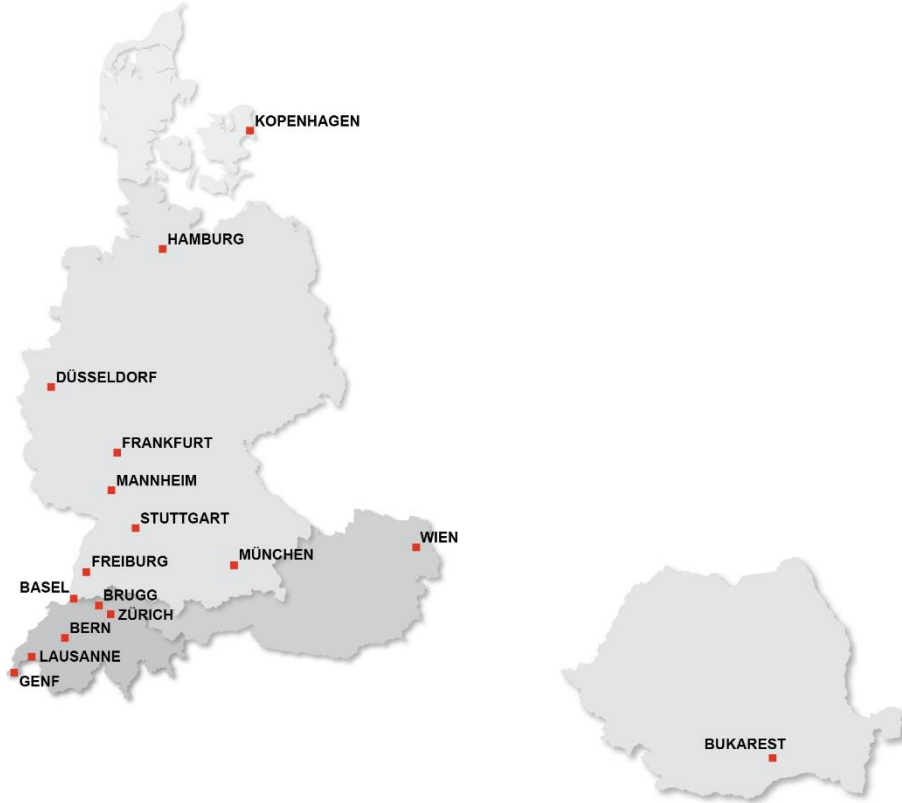 KOPENHAGEN
HAMBURG
DÜSSELDORF
FRANKFURT
MANNHEIM
STUTTGART
WIEN
MÜNCHEN
FREIBURG
BASEL
BRUGG
ZÜRICH
BERN
LAUSANNE
GENF
BUKAREST